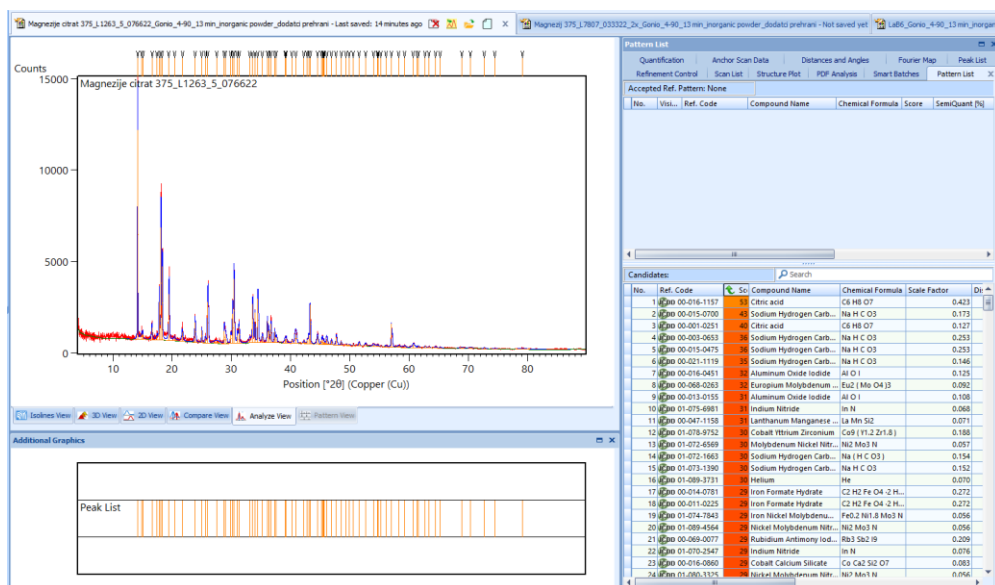 Magnezije citrat 375_L1263_5_076622_Gonio_4-90_13 min_inorganic powder_dodatci prehrani - Last saved: 14 minutes ago
Magnezij 375_L7807_033322_2x_Gonio_4-90_13 min_inorganic powder_dodatci prehrani - Not saved yet
LaB6_Gonio_4-90_13 min_inorgan
Counts
Magnezije citrat 375_L1263_5_076622
15000
10000
5000
0
10 20 30 40 50 60 70 80
Position [°2θ] (Copper (Cu))
Isolines View 3D View 2D View Compare View Analyze View Pattern View
Additional Graphics
Peak List
Pattern List
Quantification Anchor Scan Data Distances and Angles Fourier Map Peak List
Refinement Control Scan List Structure Plot PDF Analysis Smart Batches Pattern List X
Accepted Ref. Pattern: None
No. Visi... Ref. Code Compound Name Chemical Formula Score SemiQuant [%]
Candidates: Search
No. Ref. Code Sc Compound Name Chemical Formula Scale Factor Di
1 00-016-1157 53 Citric acid C6 H8 O7 0.423
2 00-015-0700 43 Sodium Hydrogen Carb... Na H C O3 0.173
3 00-001-0251 40 Citric acid C6 H8 O7 0.127
4 00-003-0653 36 Sodium Hydrogen Carb... Na H C O3 0.253
5 00-015-0475 36 Sodium Hydrogen Carb... Na H C O3 0.253
6 00-021-1119 35 Sodium Hydrogen Carb... Na H C O3 0.146
7 00-016-0451 32 Aluminum Oxide Iodide Al O I 0.125
8 00-068-0263 32 Europium Molybdenum ... Eu2 ( Mo O4 )3 0.092
9 00-013-0155 31 Aluminum Oxide Iodide Al O I 0.108
10 01-075-6981 31 Indium Nitride In N 0.068
11 00-047-1158 31 Lanthanum Manganese ... La Mn Si2 0.071
12 01-078-9752 30 Cobalt Yttrium Zirconium Co9 ( Y1.2 Zr1.8 ) 0.188
13 01-072-6569 30 Molybdenum Nickel Nitr... Ni2 Mo3 N 0.057
14 01-072-1663 30 Sodium Hydrogen Carb... Na ( H C O3 ) 0.154
15 01-073-1390 30 Sodium Hydrogen Carb... Na H C O3 0.152
16 01-089-3731 30 Helium He 0.070
17 00-014-0781 29 Iron Formate Hydrate C2 H2 Fe O4 ·2 H... 0.272
18 00-011-0225 29 Iron Formate Hydrate C2 H2 Fe O4 ·2 H... 0.272
19 01-074-7843 29 Iron Nickel Molybdenu... Fe0.2 Ni1.8 Mo3 N 0.056
20 01-089-4564 29 Nickel Molybdenum Nitr... Ni2 Mo3 N 0.056
21 00-069-0077 29 Rubidium Antimony Iod... Rb3 Sb2 I9 0.209
22 01-070-2547 29 Indium Nitride In N 0.076
23 00-016-0860 29 Cobalt Calcium Silicate Co Ca2 Si2 O7 0.083
24 01-080-3325 29 Nickel Molybdenum Nitr... Ni2 Mo3 N 0.056